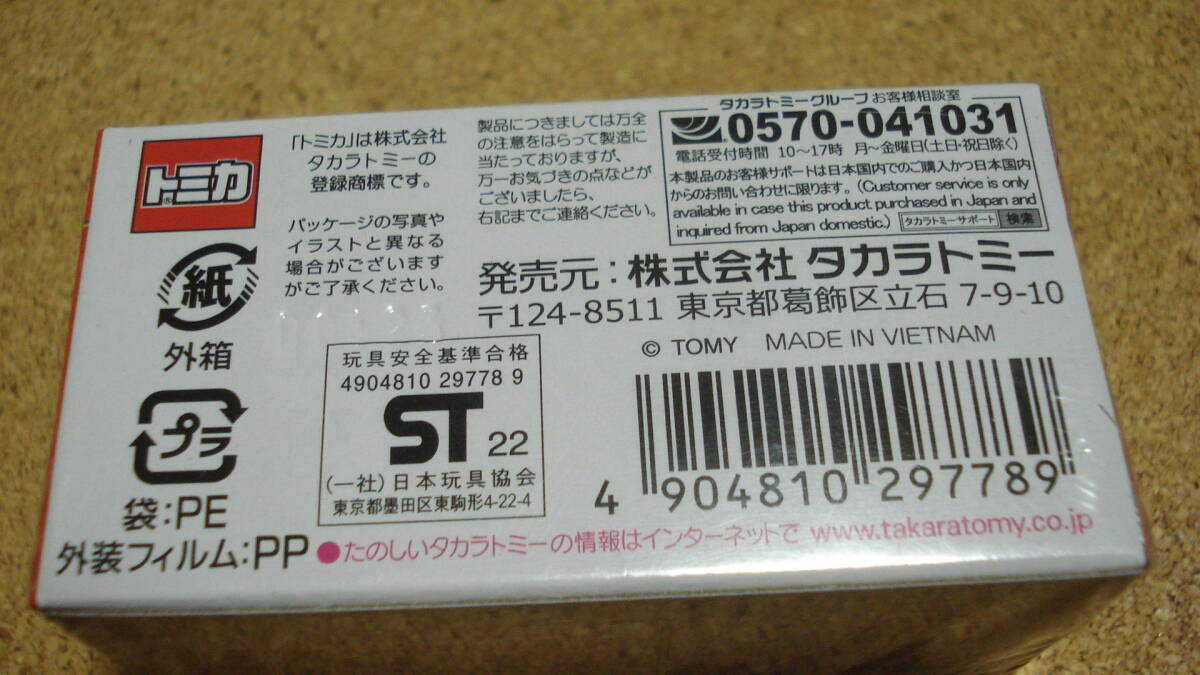 トミカ®
「トミカ」は株式会社
タカラトミーの
登録商標です。
パッケージの写真や
イラストと異なる
場合がございます
がご了承ください。
製品につきましては万全
の注意をはらって製造に
当たっておりますが、
万一お気づきの点などが
ございましたら、
右記までご連絡ください。
タカラトミーグループ お客様相談室
0570-041031
電話受付時間 10〜17時 月〜金曜日(土日・祝日除く)
本製品のお客様サポートは日本国内でのご購入かつ日本国内
からのお問い合わせに限ります。(Customer service is only
available in case this product purchased in Japan and
inquired from Japan domestic.) タカラトミーサポート 検索
発売元:株式会社 タカラトミー
〒124-8511 東京都葛飾区立石 7-9-10
© TOMY MADE IN VIETNAM
紙
外箱
プラ
袋:PE
外装フィルム:PP
玩具安全基準合格
4904810 29778 9
ST 22
(一社)日本玩具協会
東京都墨田区東駒形4-22-4
4 904810 297789
●たのしいタカラトミーの情報はインターネットで www.takaratomy.co.jp